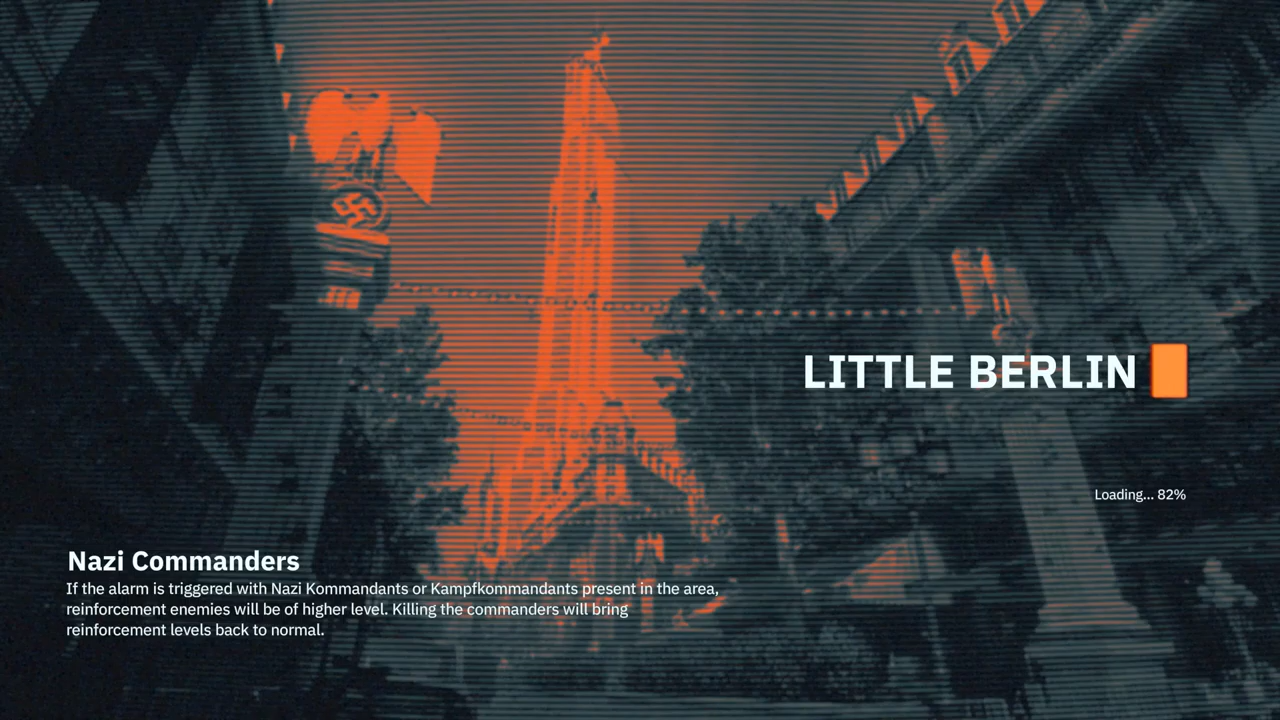 LITTLE BERLIN
Loading... 82%
Nazi Commanders
If the alarm is triggered with Nazi Kommandants or Kampfkommandants present in the area,
reinforcement enemies will be of higher level. Killing the commanders will bring
reinforcement levels back to normal.